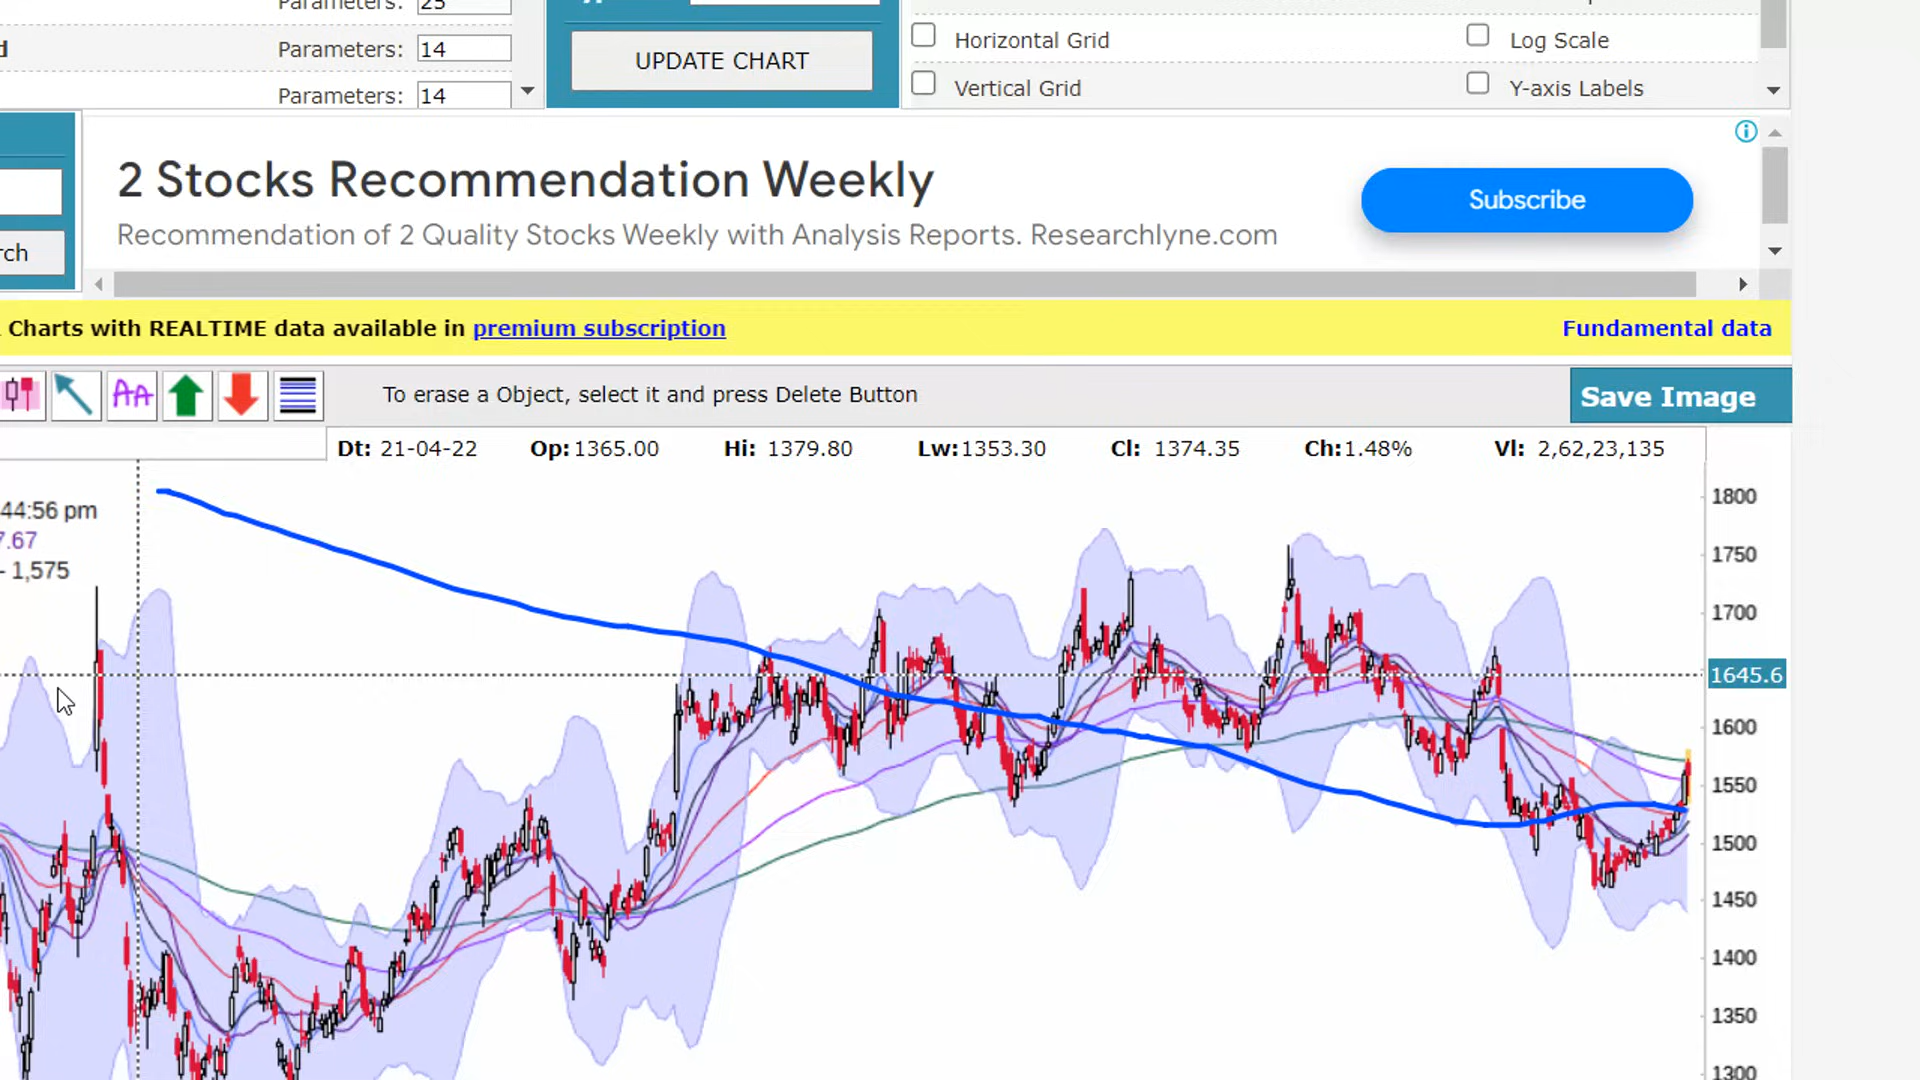 Parameters: 25
Parameters: 14
Parameters: 14
UPDATE CHART
Horizontal Grid
Log Scale
Vertical Grid
Y-axis Labels
2 Stocks Recommendation Weekly
Recommendation of 2 Quality Stocks Weekly with Analysis Reports. Researchlyne.com
Subscribe
rch
Charts with REALTIME data available in premium subscription
Fundamental data
AA
To erase a Object, select it and press Delete Button
Save Image
Dt: 21-04-22 Op:1365.00 Hi: 1379.80 Lw:1353.30 Cl: 1374.35 Ch:1.48% Vl: 2,62,23,135
44:56 pm
7.67
- 1,575
1800
1750
1700
1645.6
1600
1550
1500
1450
1400
1350
1300